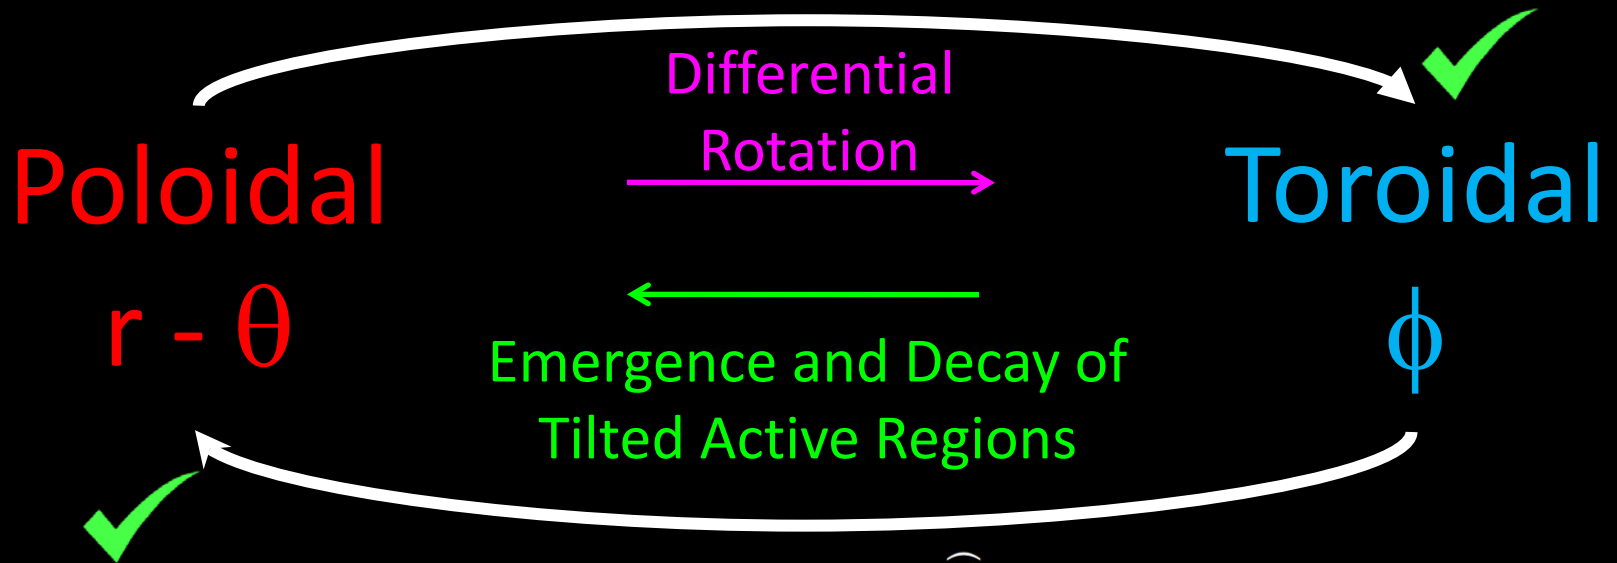 Differential
Rotation
Poloidal
Toroidal
r - θ
ϕ
Emergence and Decay of
Tilted Active Regions